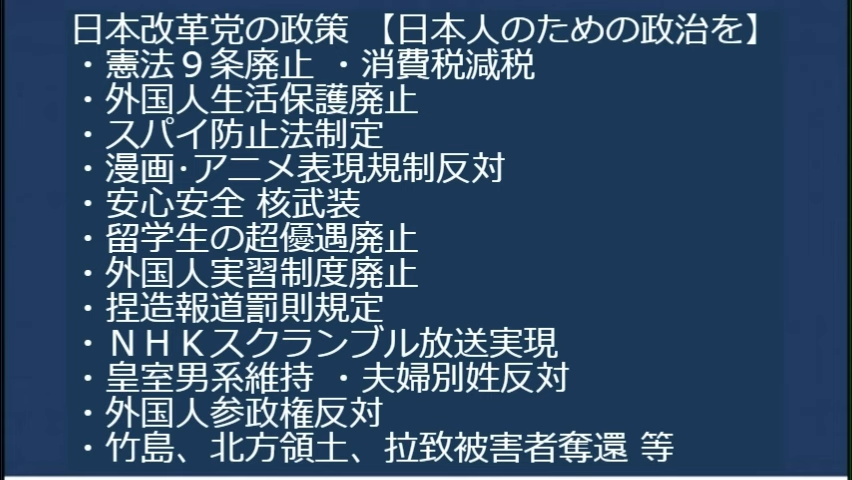 日本改革党の政策 【日本人のための政治を】
・憲法９条廃止 ・消費税減税
・外国人生活保護廃止
・スパイ防止法制定
・漫画･アニメ表現規制反対
・安心安全 核武装
・留学生の超優遇廃止
・外国人実習制度廃止
・捏造報道罰則規定
・ＮＨＫスクランブル放送実現
・皇室男系維持 ・夫婦別姓反対
・外国人参政権反対
・竹島、北方領土、拉致被害者奪還 等